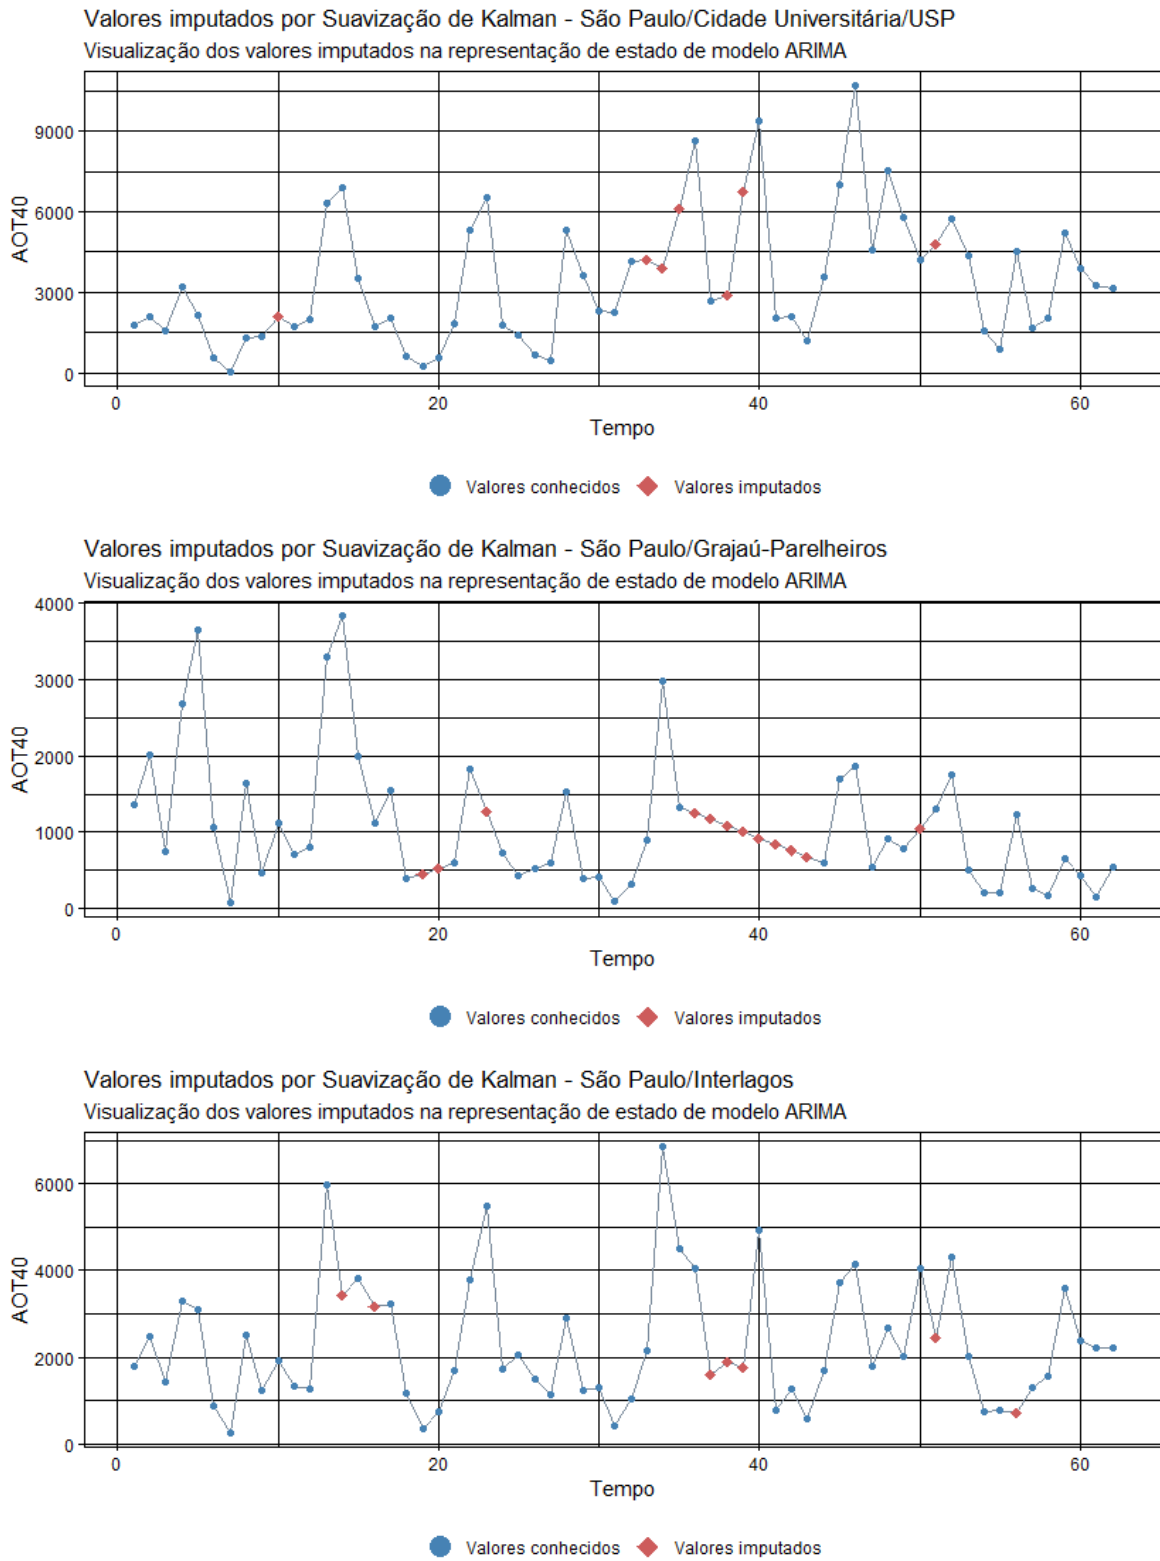 Valores imputados por Suavização de Kalman - São Paulo/Cidade Universitária/USP
Visualização dos valores imputados na representação de estado de modelo ARIMA
9000
6000
3000
0
AOT40
0 20 40 60
Tempo
Valores conhecidos Valores imputados
Valores imputados por Suavização de Kalman - São Paulo/Grajaú-Parelheiros
Visualização dos valores imputados na representação de estado de modelo ARIMA
4000
3000
2000
1000
0
AOT40
0 20 40 60
Tempo
Valores conhecidos Valores imputados
Valores imputados por Suavização de Kalman - São Paulo/Interlagos
Visualização dos valores imputados na representação de estado de modelo ARIMA
6000
4000
2000
0
AOT40
0 20 40 60
Tempo
Valores conhecidos Valores imputados